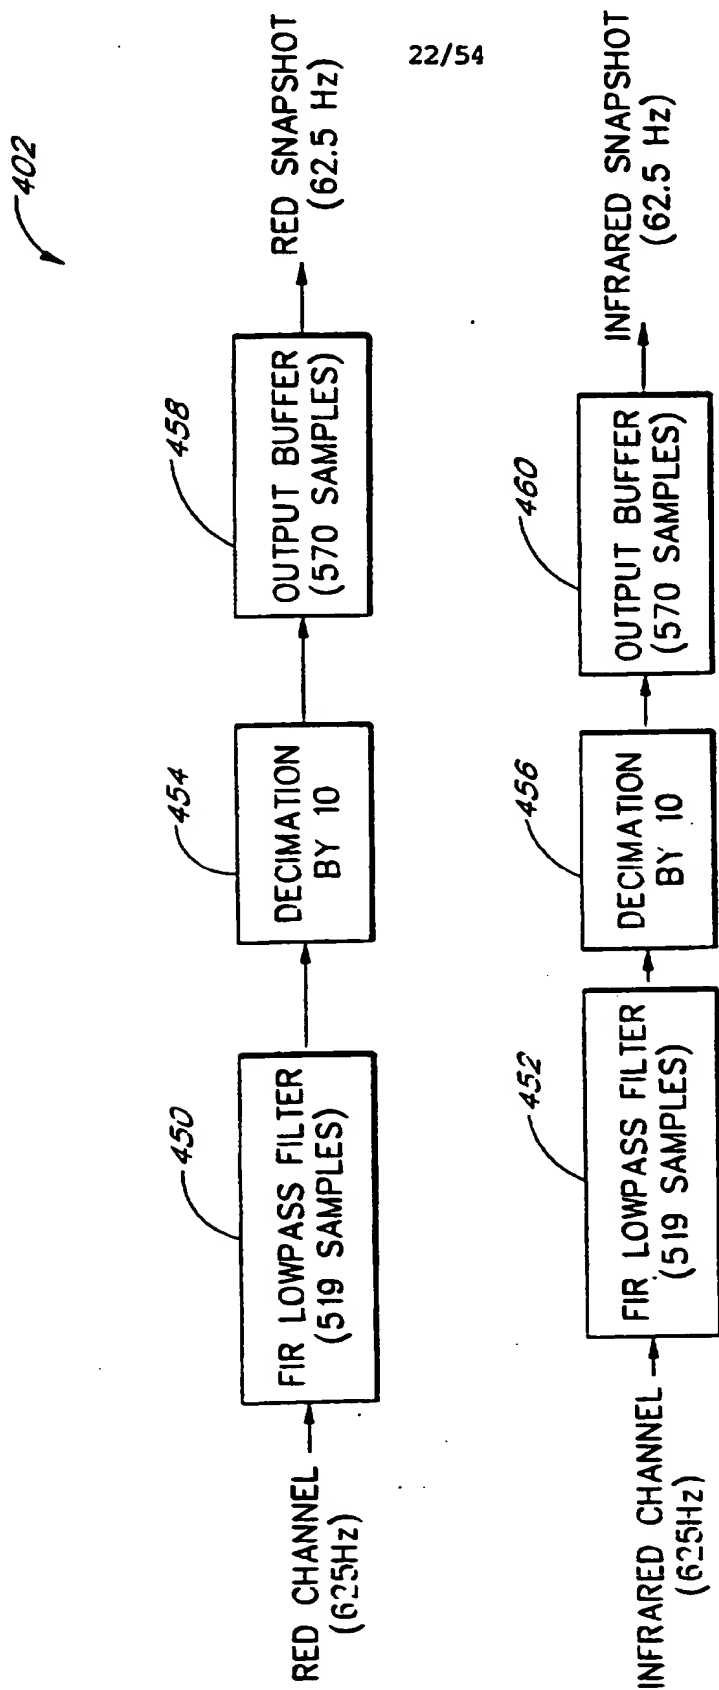 22/54
402
RED CHANNEL
(625Hz)
450
FIR LOWPASS FILTER
(519 SAMPLES)
454
DECIMATION
BY 10
458
OUTPUT BUFFER
(570 SAMPLES)
RED SNAPSHOT
(62.5 Hz)
INFRARED CHANNEL
(625Hz)
452
FIR LOWPASS FILTER
(519 SAMPLES)
456
DECIMATION
BY 10
460
OUTPUT BUFFER
(570 SAMPLES)
INFRARED SNAPSHOT
(62.5 Hz)